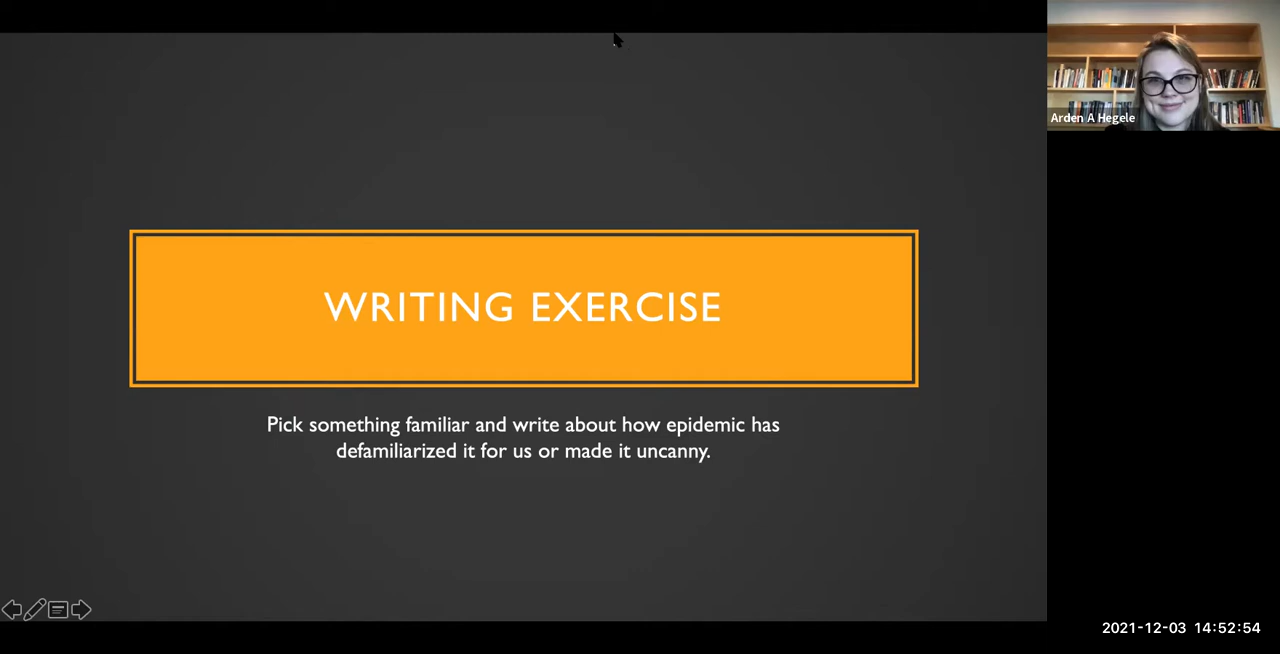 Arden A Hegele
WRITING EXERCISE
Pick something familiar and write about how epidemic has
defamiliarized it for us or made it uncanny.
2021-12-03 14:52:54